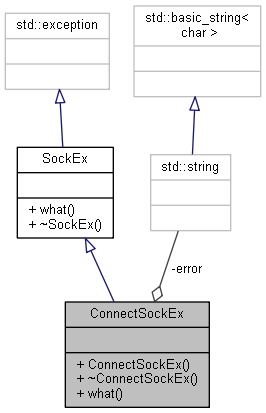 std::exception
std::basic_string<
char >
SockEx
+ what()
+ ~SockEx()
std::string
-error
ConnectSockEx
+ ConnectSockEx()
+ ~ConnectSockEx()
+ what()